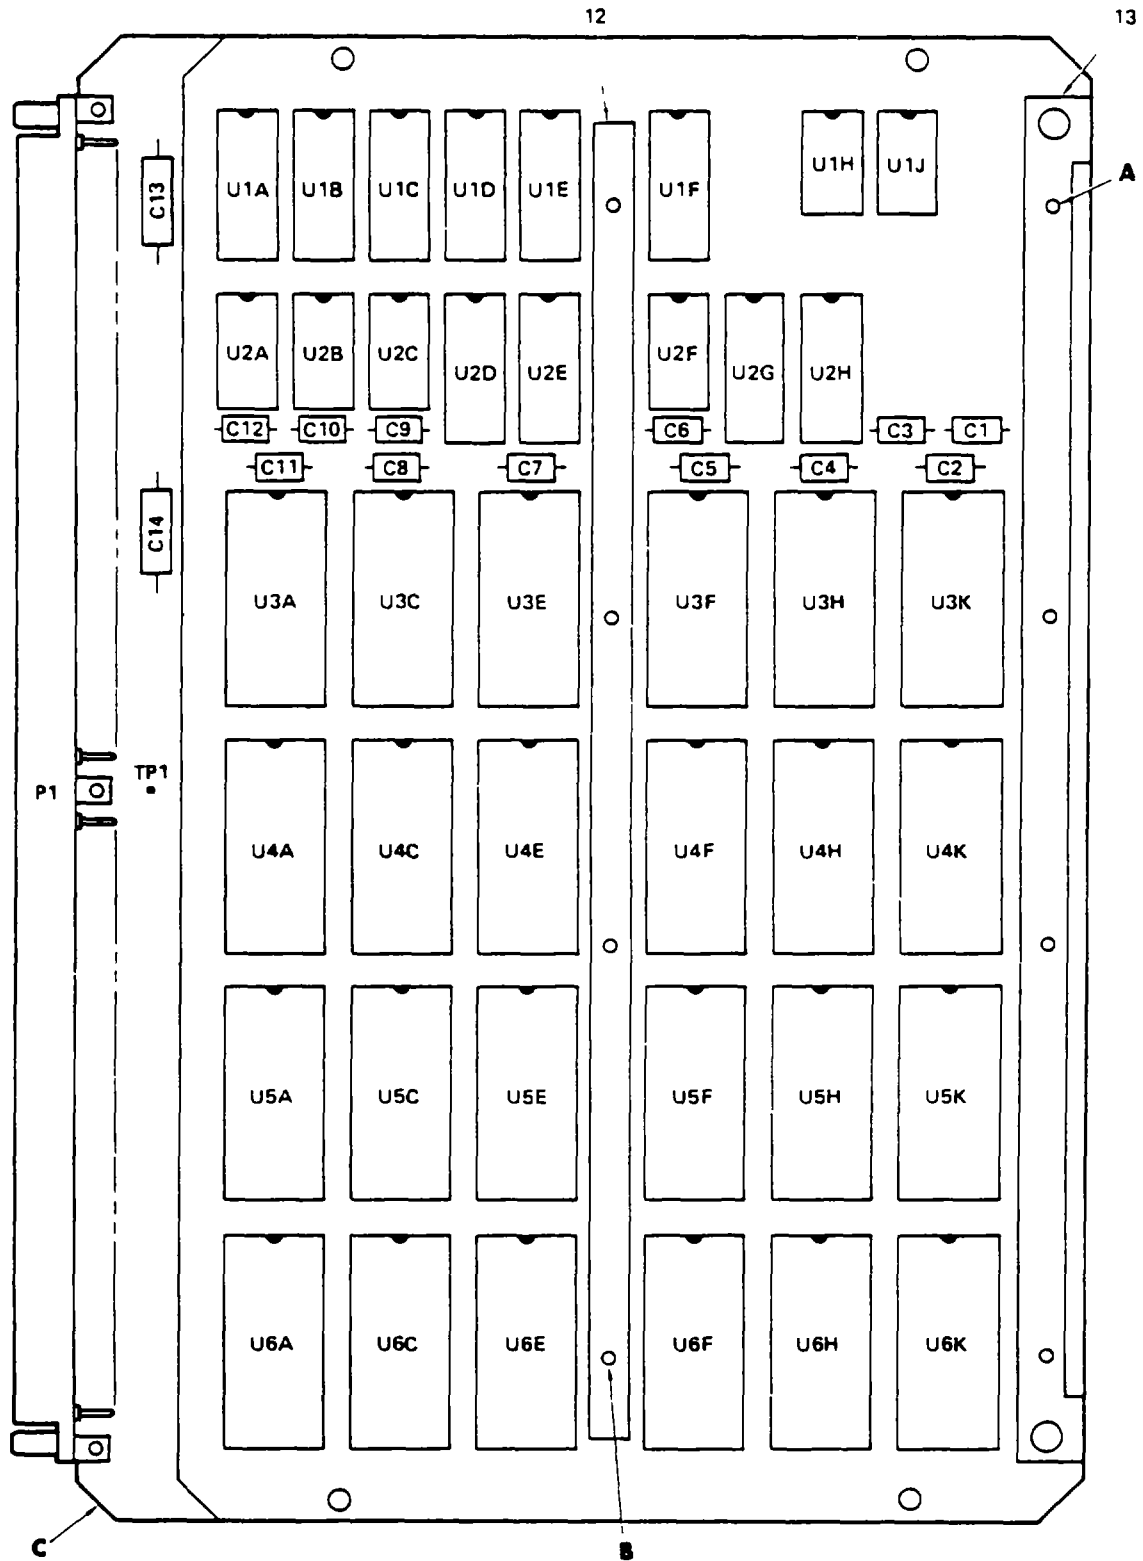 12 13
U1A U1B U1C U1D U1E U1F U1H U1J
A
C13
U2A U2B U2C U2D U2E U2F U2G U2H
C12 C10 C9 C6 C3 C1
C11 C8 C7 C5 C4 C2
C14
U3A U3C U3E U3F U3H U3K
TP1
P1
U4A U4C U4E U4F U4H U4K
U5A U5C U5E U5F U5H U5K
U6A U6C U6E U6F U6H U6K
C B